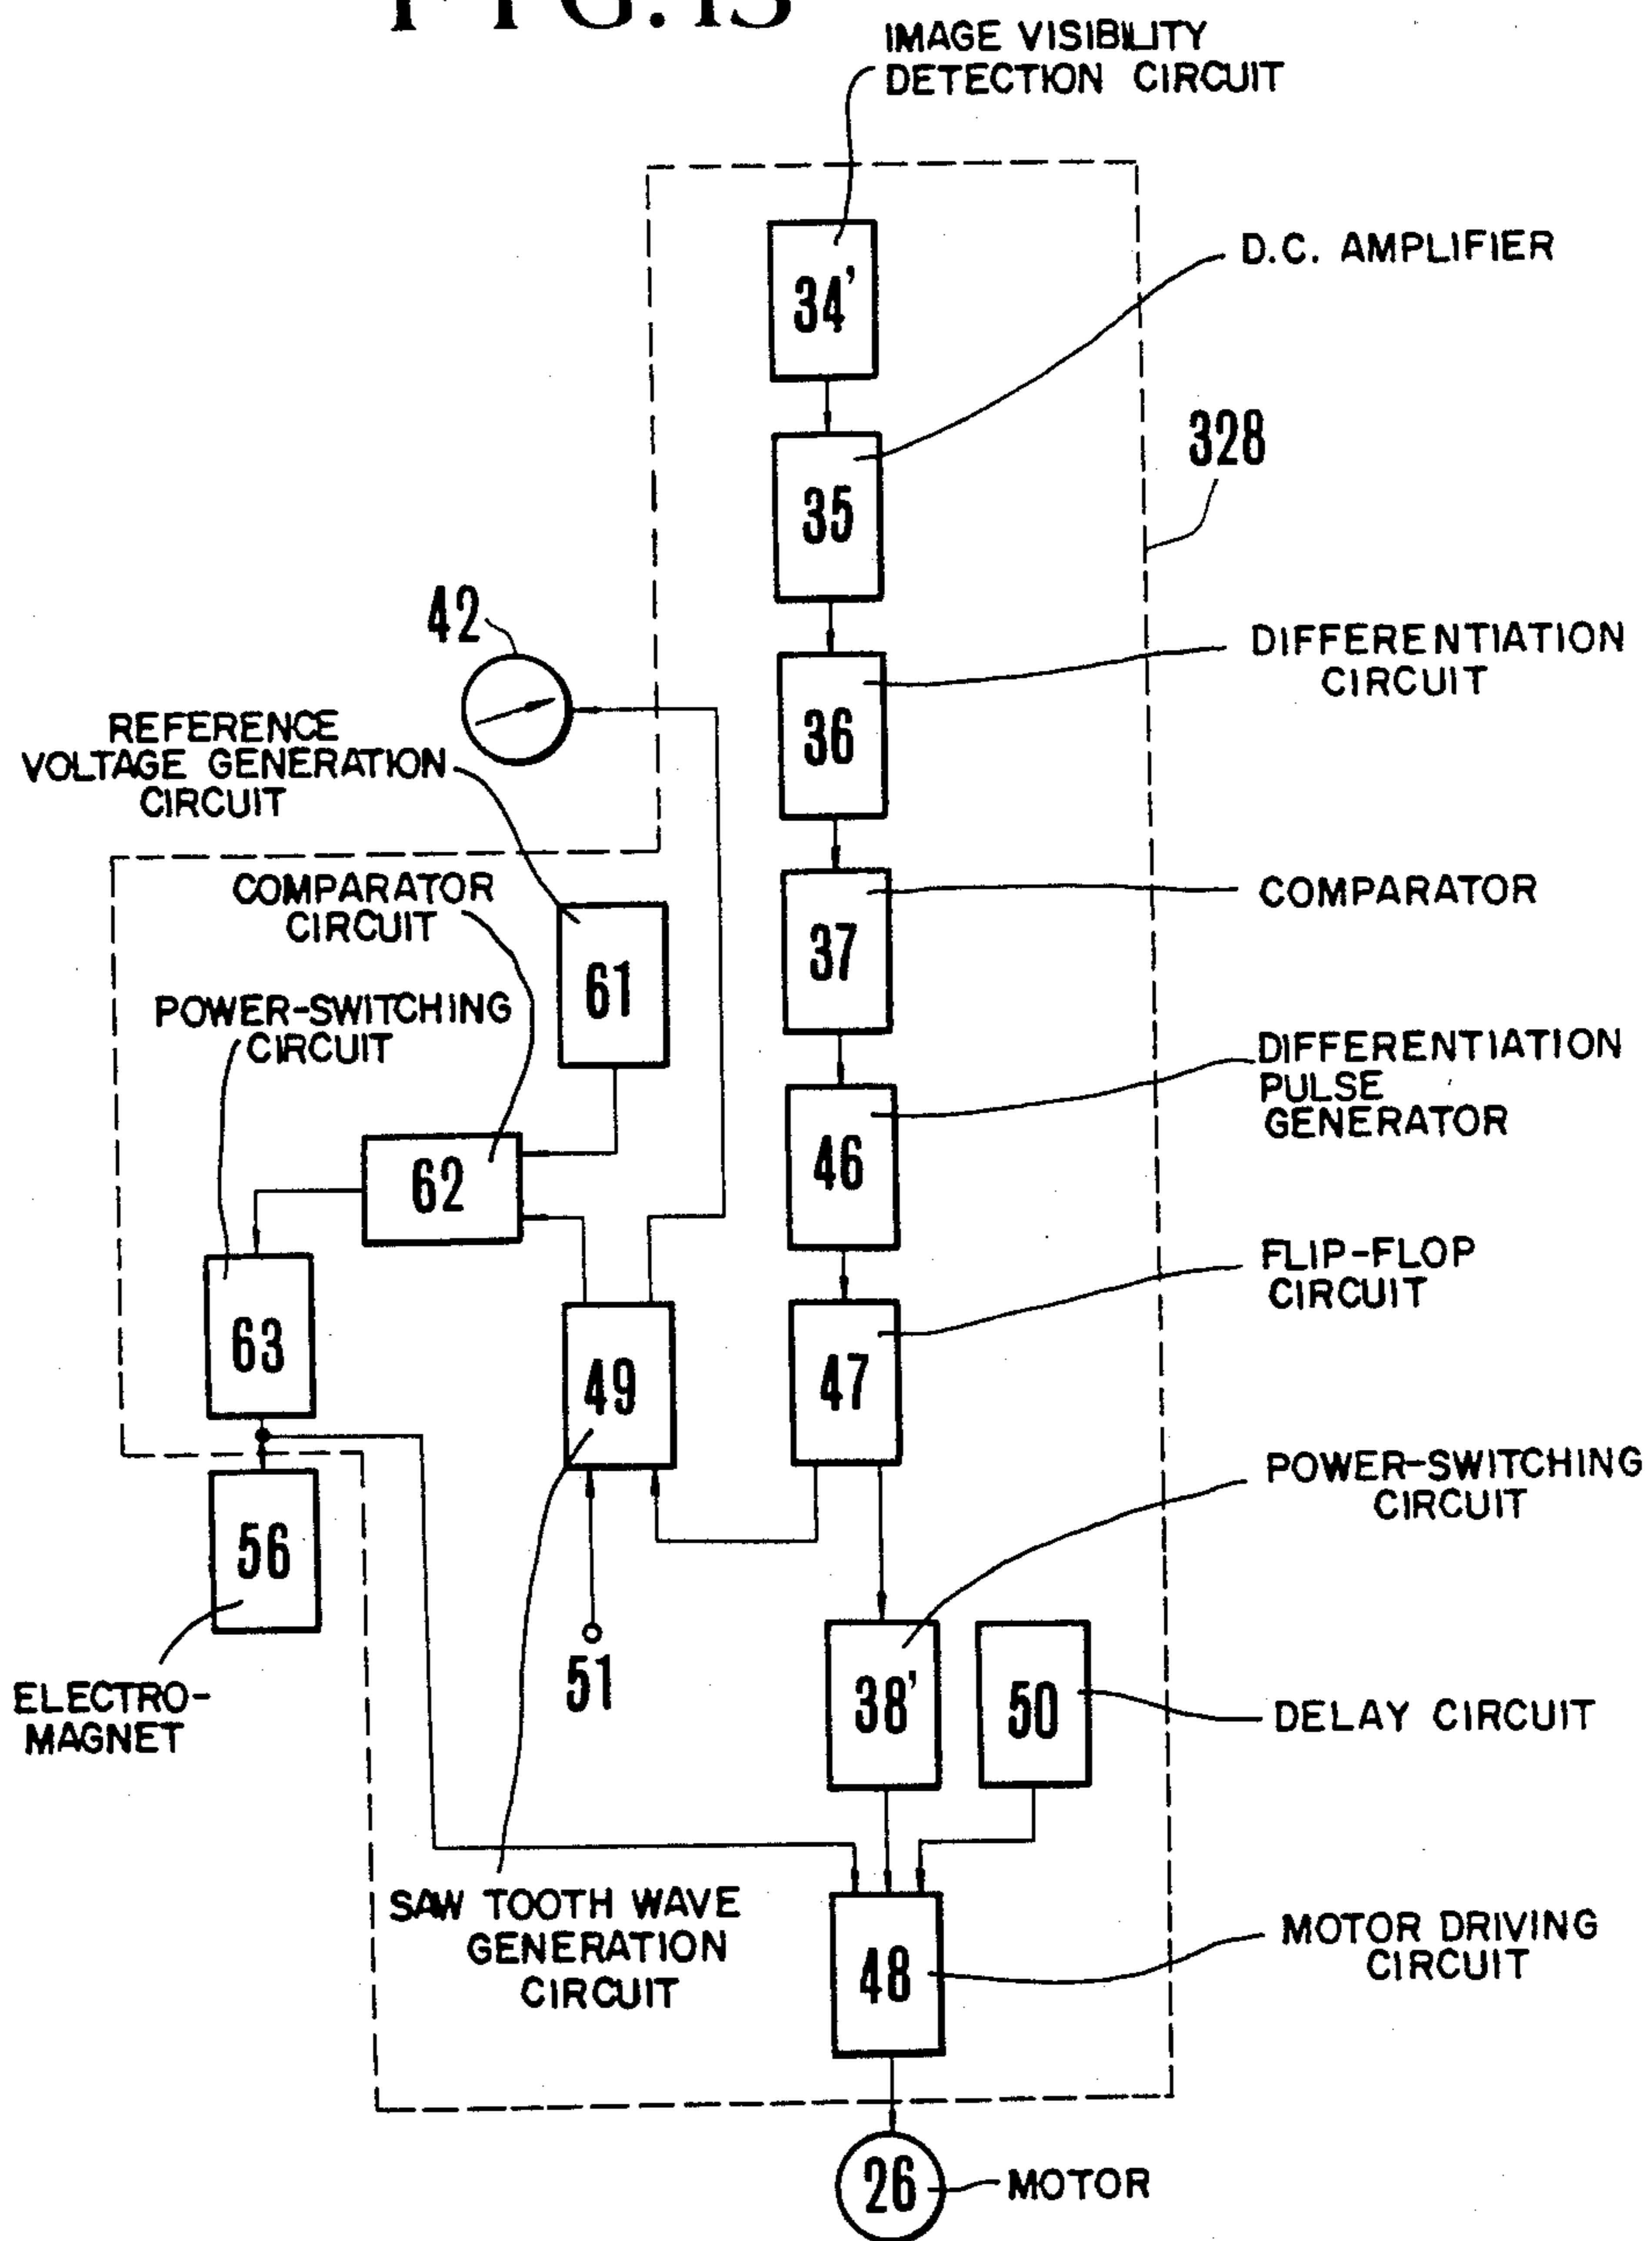 FIG. 13
IMAGE VISIBILITY
DETECTION CIRCUIT
34'
D.C. AMPLIFIER
35
328
42
DIFFERENTIATION
CIRCUIT
36
REFERENCE
VOLTAGE GENERATION
CIRCUIT
COMPARATOR
CIRCUIT
COMPARATOR
37
61
POWER-SWITCHING
CIRCUIT
DIFFERENTIATION
PULSE
GENERATOR
46
62
FLIP-FLOP
CIRCUIT
63
49
47
POWER-SWITCHING
CIRCUIT
56
51
38'
50
DELAY CIRCUIT
ELECTRO-
MAGNET
SAW TOOTH WAVE
GENERATION
CIRCUIT
MOTOR DRIVING
CIRCUIT
48
26
MOTOR